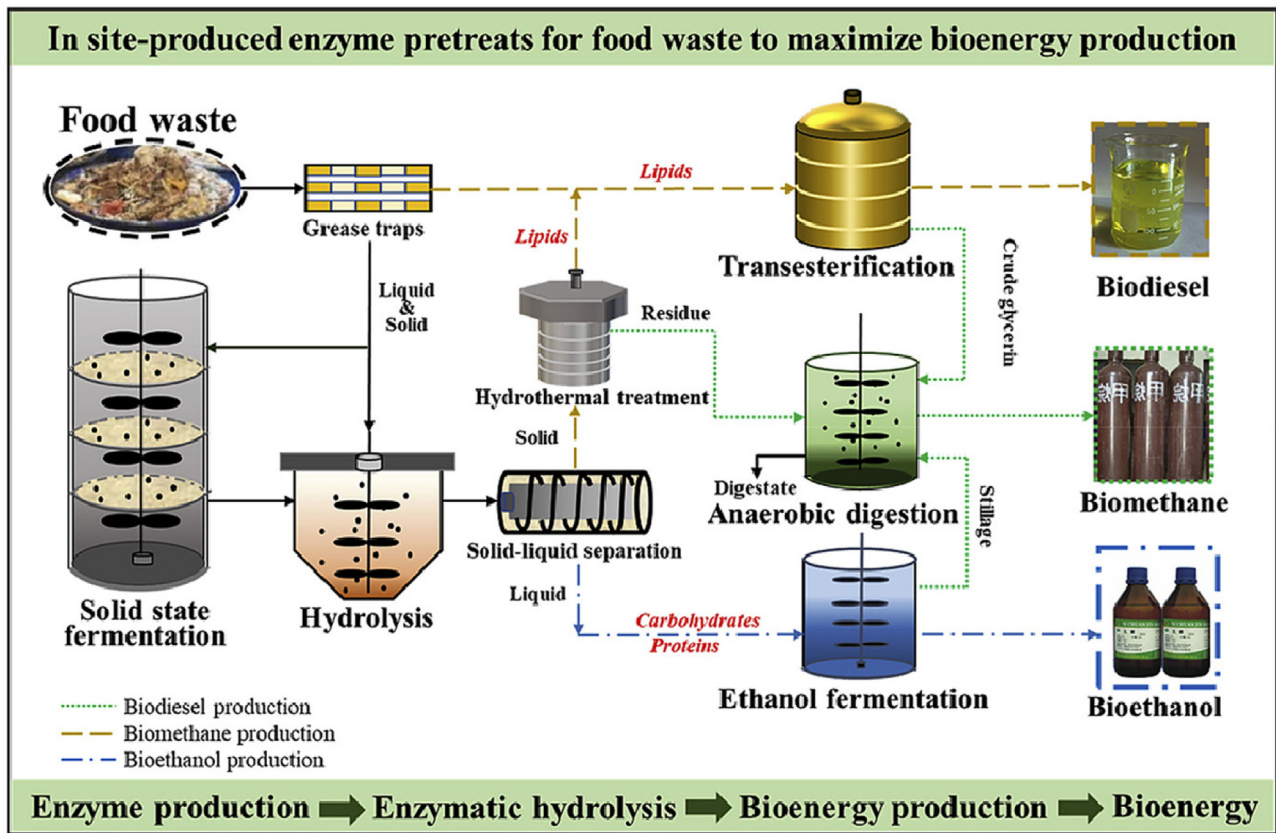 In site-produced enzyme pretreats for food waste to maximize bioenergy production
Food waste
Grease traps
Lipids
Lipids
Transesterification
Crude glycerin
Biodiesel
Liquid
&
Solid
Residue
Hydrothermal treatment
Solid
Solid state
fermentation
Hydrolysis
Solid-liquid separation
Liquid
Digestate
Anaerobic digestion
Stillage
Biomethane
Carbohydrates
Proteins
Ethanol fermentation
Bioethanol
Biodiesel production
Biomethane production
Bioethanol production
Enzyme production
Enzymatic hydrolysis
Bioenergy production
Bioenergy